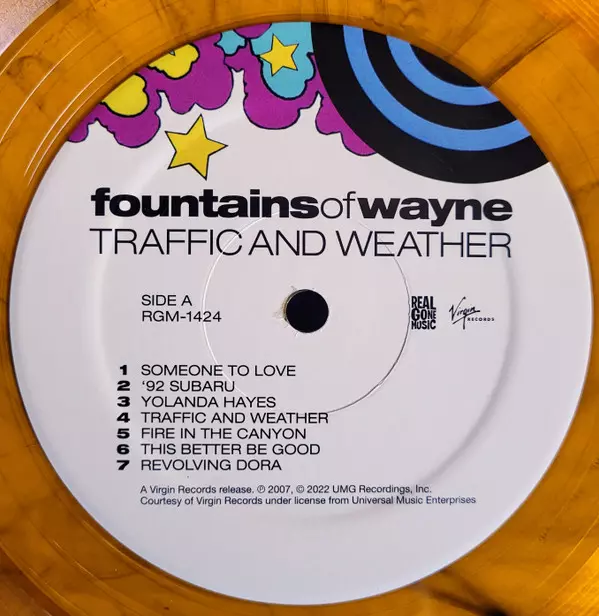 fountainsofwayne
TRAFFIC AND WEATHER
SIDE A
RGM-1424
REAL
GONE
MUSIC
Virgin
RECORDS
1 SOMEONE TO LOVE
2 '92 SUBARU
3 YOLANDA HAYES
4 TRAFFIC AND WEATHER
5 FIRE IN THE CANYON
6 THIS BETTER BE GOOD
7 REVOLVING DORA
A Virgin Records release. ℗ 2007, © 2022 UMG Recordings, Inc.
Courtesy of Virgin Records under license from Universal Music Enterprises